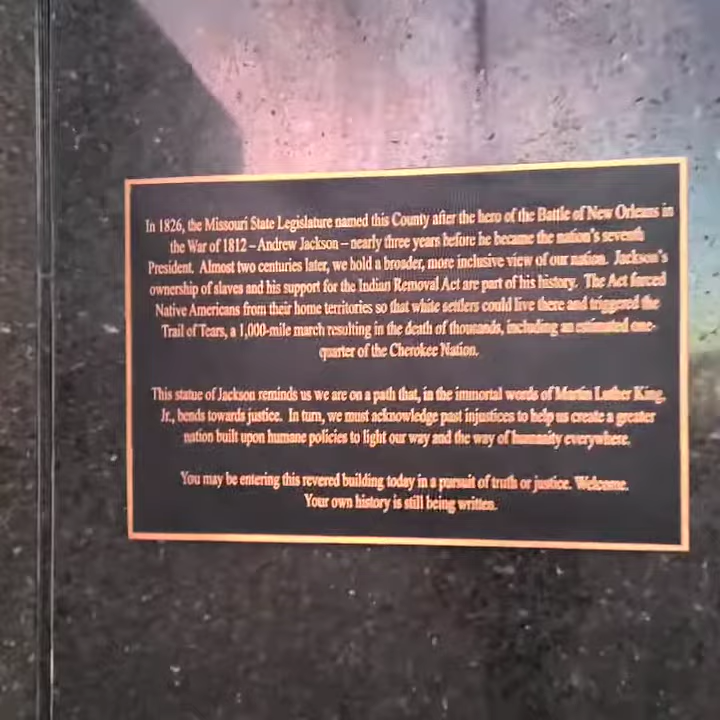 In 1826, the Missouri State Legislature named this County after the hero of the Battle of New Orleans in
the War of 1812 – Andrew Jackson – nearly three years before he became the nation's seventh
President. Almost two centuries later, we hold a broader, more inclusive view of our nation. Jackson's
ownership of slaves and his support for the Indian Removal Act are part of his history. The Act forced
Native Americans from their home territories so that white settlers could live there and triggered the
Trail of Tears, a 1,000-mile march resulting in the death of thousands, including an estimated one-
quarter of the Cherokee Nation.
This statue of Jackson reminds us we are on a path that, in the immortal words of Martin Luther King,
Jr., bends towards justice. In turn, we must acknowledge past injustices to help us create a greater
nation built upon humane policies to light our way and the way of humanity everywhere.
You may be entering this revered building today in a pursuit of truth or justice. Welcome.
Your own history is still being written.